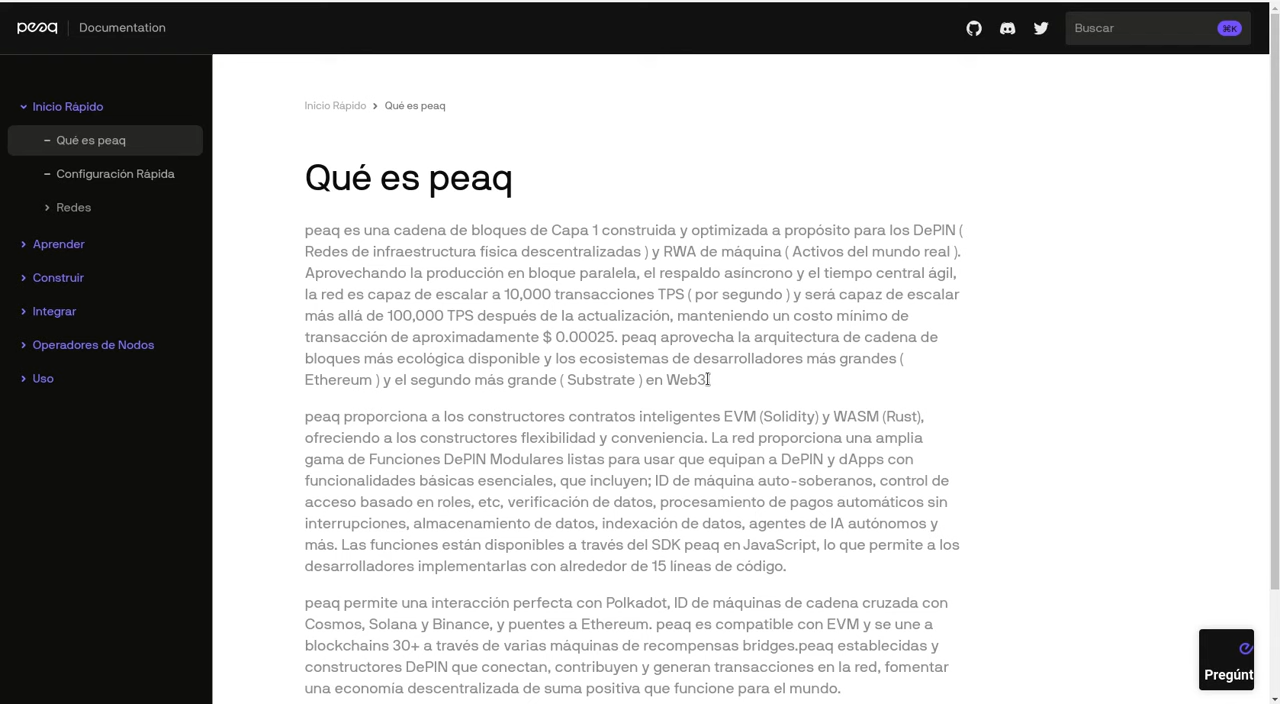 peaq
Documentation
Buscar
⌘K
Inicio Rápido
Qué es peaq
Configuración Rápida
Redes
Aprender
Construir
Integrar
Operadores de Nodos
Uso
Inicio Rápido > Qué es peaq
Qué es peaq
peaq es una cadena de bloques de Capa 1 construida y optimizada a propósito para los DePIN (
Redes de infraestructura física descentralizadas ) y RWA de máquina ( Activos del mundo real ).
Aprovechando la producción en bloque paralela, el respaldo asíncrono y el tiempo central ágil,
la red es capaz de escalar a 10,000 transacciones TPS ( por segundo ) y será capaz de escalar
más allá de 100,000 TPS después de la actualización, manteniendo un costo mínimo de
transacción de aproximadamente $ 0.00025. peaq aprovecha la arquitectura de cadena de
bloques más ecológica disponible y los ecosistemas de desarrolladores más grandes (
Ethereum ) y el segundo más grande ( Substrate ) en Web3.
peaq proporciona a los constructores contratos inteligentes EVM (Solidity) y WASM (Rust),
ofreciendo a los constructores flexibilidad y conveniencia. La red proporciona una amplia
gama de Funciones DePIN Modulares listas para usar que equipan a DePIN y dApps con
funcionalidades básicas esenciales, que incluyen; ID de máquina auto-soberanos, control de
acceso basado en roles, etc, verificación de datos, procesamiento de pagos automáticos sin
interrupciones, almacenamiento de datos, indexación de datos, agentes de IA autónomos y
más. Las funciones están disponibles a través del SDK peaq en JavaScript, lo que permite a los
desarrolladores implementarlas con alrededor de 15 líneas de código.
peaq permite una interacción perfecta con Polkadot, ID de máquinas de cadena cruzada con
Cosmos, Solana y Binance, y puentes a Ethereum. peaq es compatible con EVM y se une a
blockchains 30+ a través de varias máquinas de recompensas bridges.peaq establecidas y
constructores DePIN que conectan, contribuyen y generan transacciones en la red, fomentar
una economía descentralizada de suma positiva que funcione para el mundo.
Pregúnt